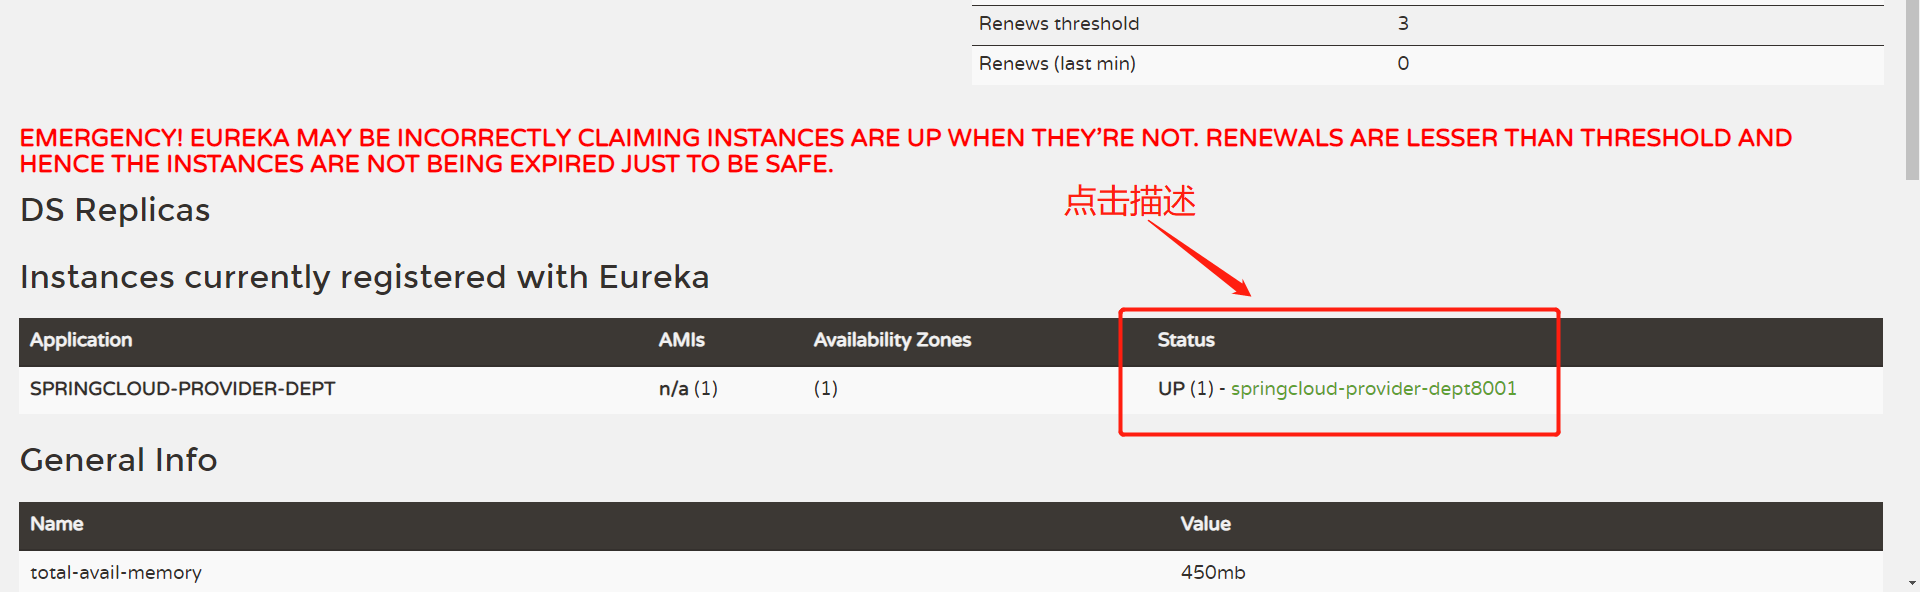 Renews threshold 3
Renews (last min) 0
EMERGENCY! EUREKA MAY BE INCORRECTLY CLAIMING INSTANCES ARE UP WHEN THEY'RE NOT. RENEWALS ARE LESSER THAN THRESHOLD AND
HENCE THE INSTANCES ARE NOT BEING EXPIRED JUST TO BE SAFE.
DS Replicas
点击描述
Instances currently registered with Eureka
Application AMIs Availability Zones Status
SPRINGCLOUD-PROVIDER-DEPT n/a (1) (1) UP (1) - springcloud-provider-dept8001
General Info
Name Value
total-avail-memory 450mb